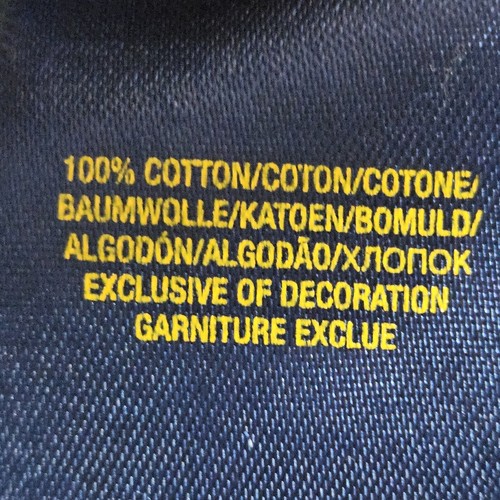 100% COTTON/COTON/COTONE/
BAUMWOLLE/KATOEN/BOMULD/
ALGODÓN/ALGODÃO/ХЛОПОК
EXCLUSIVE OF DECORATION
GARNITURE EXCLUE